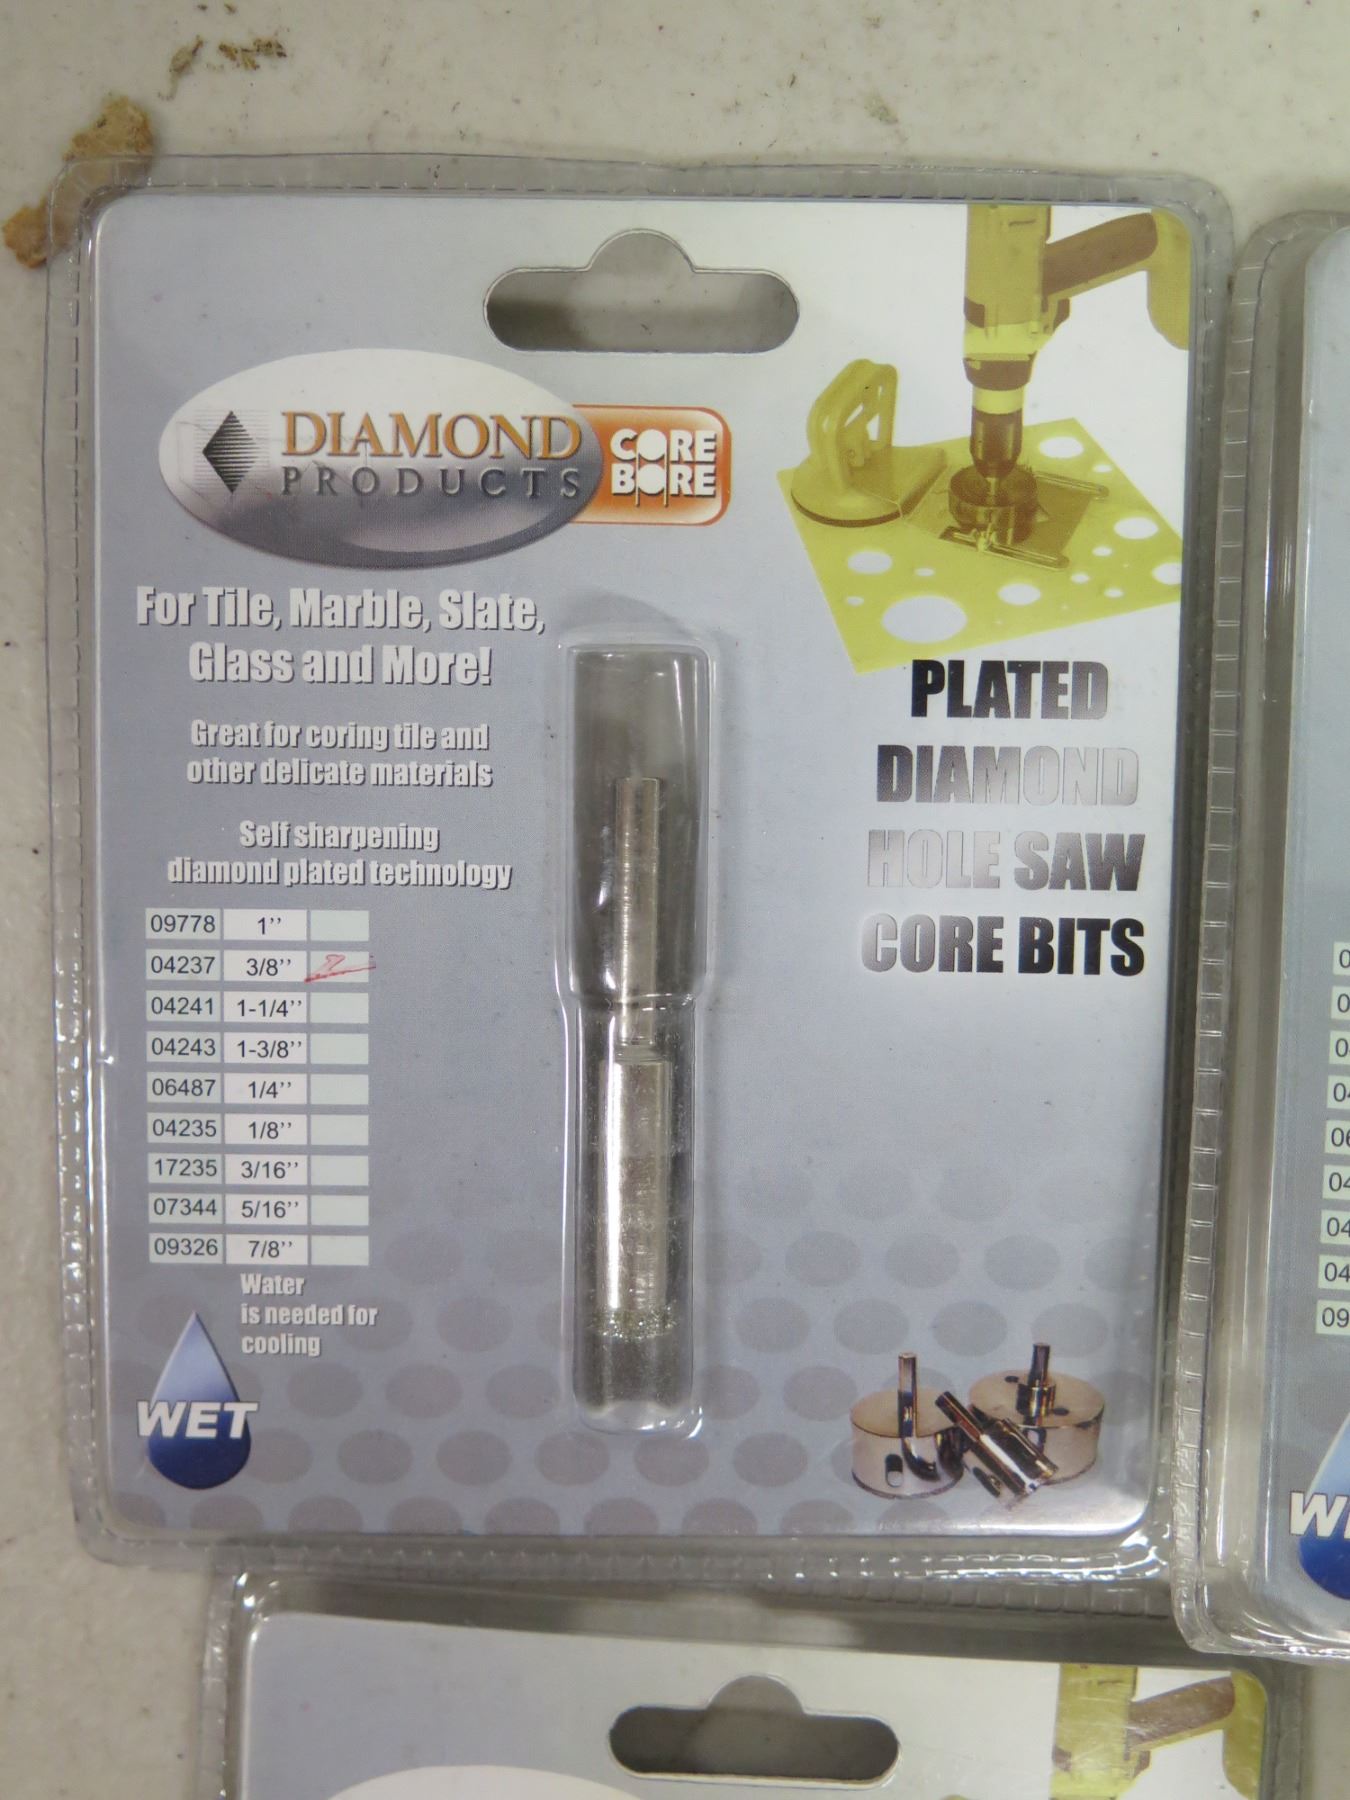 DIAMOND
PRODUCTS
CORE
BORE
For Tile, Marble, Slate,
Glass and More!
Great for coring tile and
other delicate materials
Self sharpening
diamond plated technology
09778 1''
04237 3/8''
04241 1-1/4''
04243 1-3/8''
06487 1/4''
04235 1/8''
17235 3/16''
07344 5/16''
09326 7/8''
Water
is needed for
cooling
WET
PLATED
DIAMOND
HOLE SAW
CORE BITS